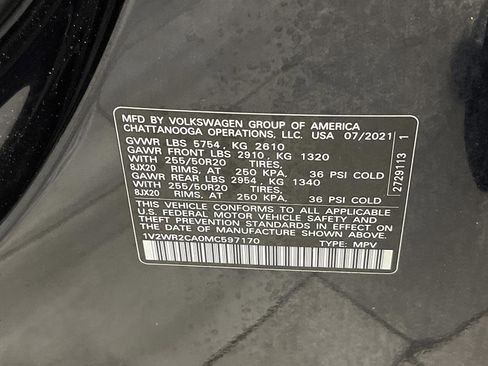 MFD BY VOLKSWAGEN GROUP OF AMERICA
CHATTANOOGA OPERATIONS, LLC. USA 07/2021
GVWR LBS 5754 , KG 2610
GAWR FRONT LBS 2910, KG 1320
WITH 255/50R20 TIRES,
8JX20 RIMS, AT 250 KPA, 36 PSI COLD
GAWR REAR LBS 2954, KG 1340
WITH 255/50R20 TIRES,
8JX20 RIMS, AT 250 KPA, 36 PSI COLD
THIS VEHICLE CONFORMS TO ALL APPLICABLE
U.S. FEDERAL MOTOR VEHICLE SAFETY AND
THEFT PREVENTION STANDARDS IN EFFECT ON
THE DATE OF MANUFACTURE SHOWN ABOVE.
1V2WR2CA0MC597170 TYPE: MPV
2729113 1